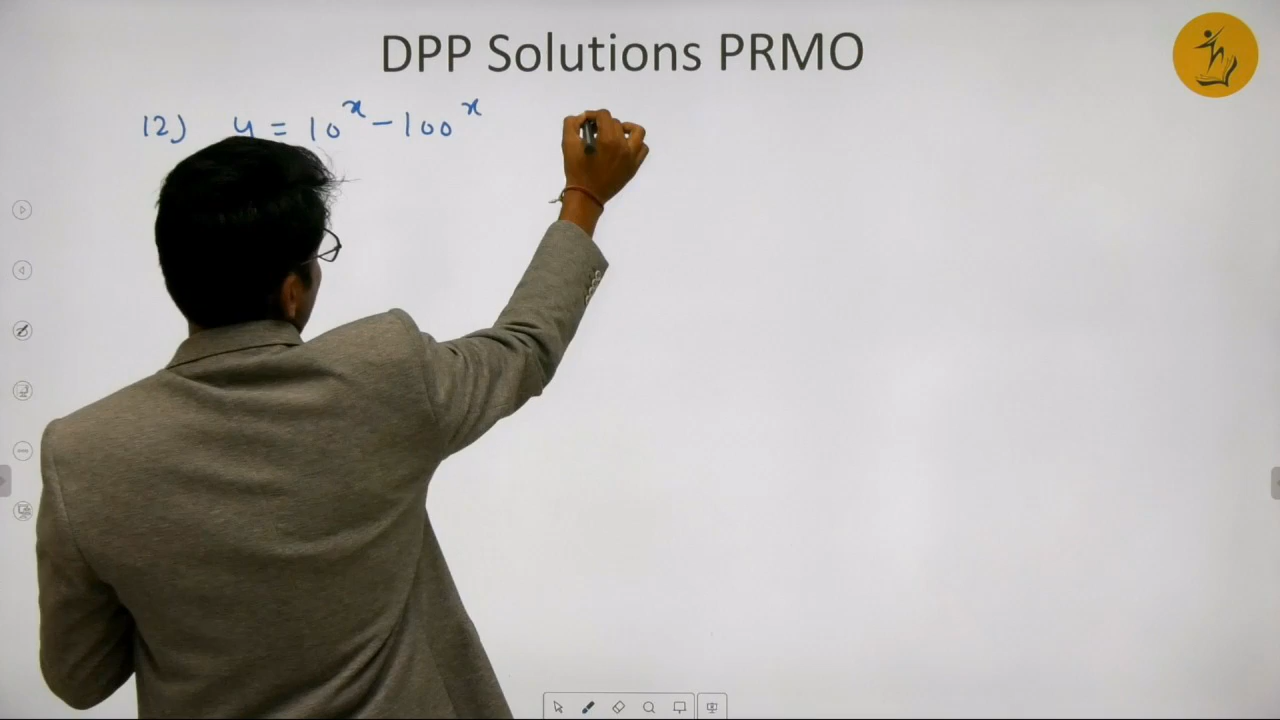 DPP Solutions PRMO
12) y = 10^x - 100^x